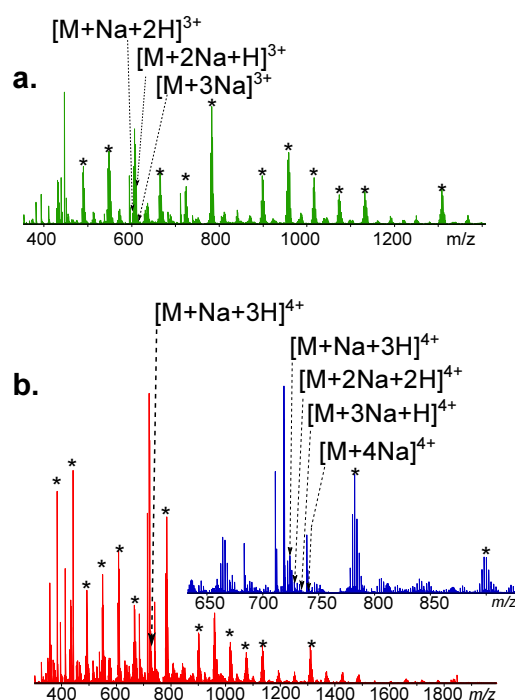 [M+Na+2H]³⁺
[M+2Na+H]³⁺
[M+3Na]³⁺
a.
* * * * * * * * * * *
400 600 800 1000 1200 m/z
[M+Na+3H]⁴⁺
[M+Na+3H]⁴⁺
[M+2Na+2H]⁴⁺
[M+3Na+H]⁴⁺
[M+4Na]⁴⁺
b.
* *
650 700 750 800 850 m/z
* * * * * * * * * * * *
400 600 800 1000 1200 1400 1600 1800 m/z